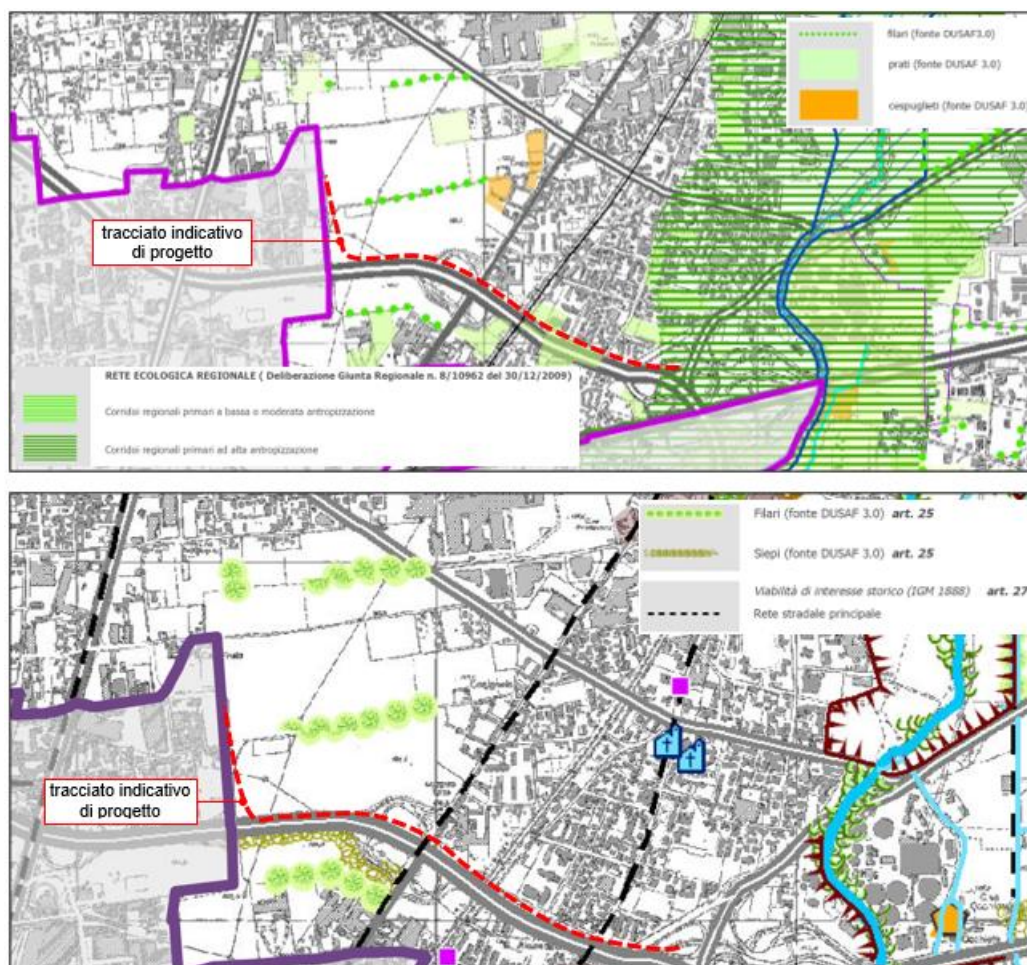 filari (fonte DUSAF3.0)
prati (fonte DUSAF 3.0)
cespuglieti (fonte DUSAF 3.0)
tracciato indicativo
di progetto
RETE ECOLOGICA REGIONALE ( Deliberazione Giunta Regionale n. 8/10962 del 30/12/2009)
Corridoi regionali primari a bassa o moderata antropizzazione
Corridoi regionali primari ad alta antropizzazione
Filari (fonte DUSAF 3.0) art. 25
Siepi (fonte DUSAF 3.0) art. 25
Viabilità di interesse storico (IGM 1888) art. 27
Rete stradale principale
tracciato indicativo
di progetto